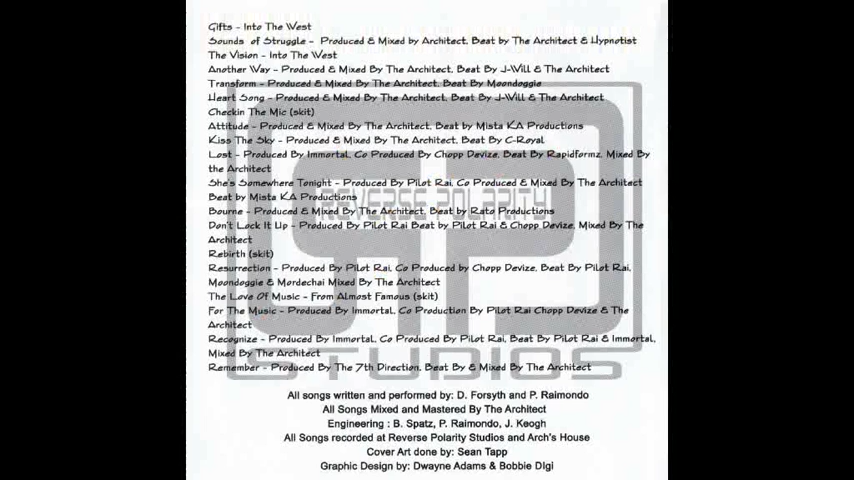 Gifts - Into The West
Sounds of Struggle - Produced & Mixed by Architect, Beat by The Architect & Hypnotist
The Vision - Into The West
Another Way - Produced & Mixed By The Architect, Beat By J-Will & The Architect
Transform - Produced & Mixed By The Architect, Beat By Moondoggie
Heart Song - Produced & Mixed By The Architect, Beat By J-Will & The Architect
Checkin The Mic (skit)
Attitude - Produced & Mixed By The Architect, Beat by Mista KA Productions
Kiss The Sky - Produced & Mixed By The Architect, Beat By C-Royal
Lost - Produced By Immortal, Co Produced By Chopp Devize, Beat By Rapidformz, Mixed By
the Architect
She's Somewhere Tonight - Produced By Pilot Rai, Co Produced & Mixed By The Architect
Beat by Mista KA Productions
REVERSE POLARITY
Bourne - Produced & Mixed By The Architect, Beat by Rato Productions
Don't Lock It Up - Produced By Pilot Rai Beat by Pilot Rai & Chopp Devize, Mixed By The
Architect
Rebirth (skit)
Resurrection - Produced By Pilot Rai, Co Produced by Chopp Devize, Beat By Pilot Rai,
Moondoggie & Mordechai Mixed By The Architect
The Love Of Music - From Almost Famous (skit)
For The Music - Produced By Immortal, Co Production By Pilot Rai Chopp Devize & The
Architect
Recognize - Produced By Immortal, Co Produced By Pilot Rai, Beat By Pilot Rai & Immortal,
Mixed By The Architect
STUDIOS
Remember - Produced By The 7th Direction, Beat By & Mixed By The Architect
All songs written and performed by: D. Forsyth and P. Raimondo
All Songs Mixed and Mastered By The Architect
Engineering : B. Spatz, P. Raimondo, J. Keogh
All Songs recorded at Reverse Polarity Studios and Arch's House
Cover Art done by: Sean Tapp
Graphic Design by: Dwayne Adams & Bobbie DIgi